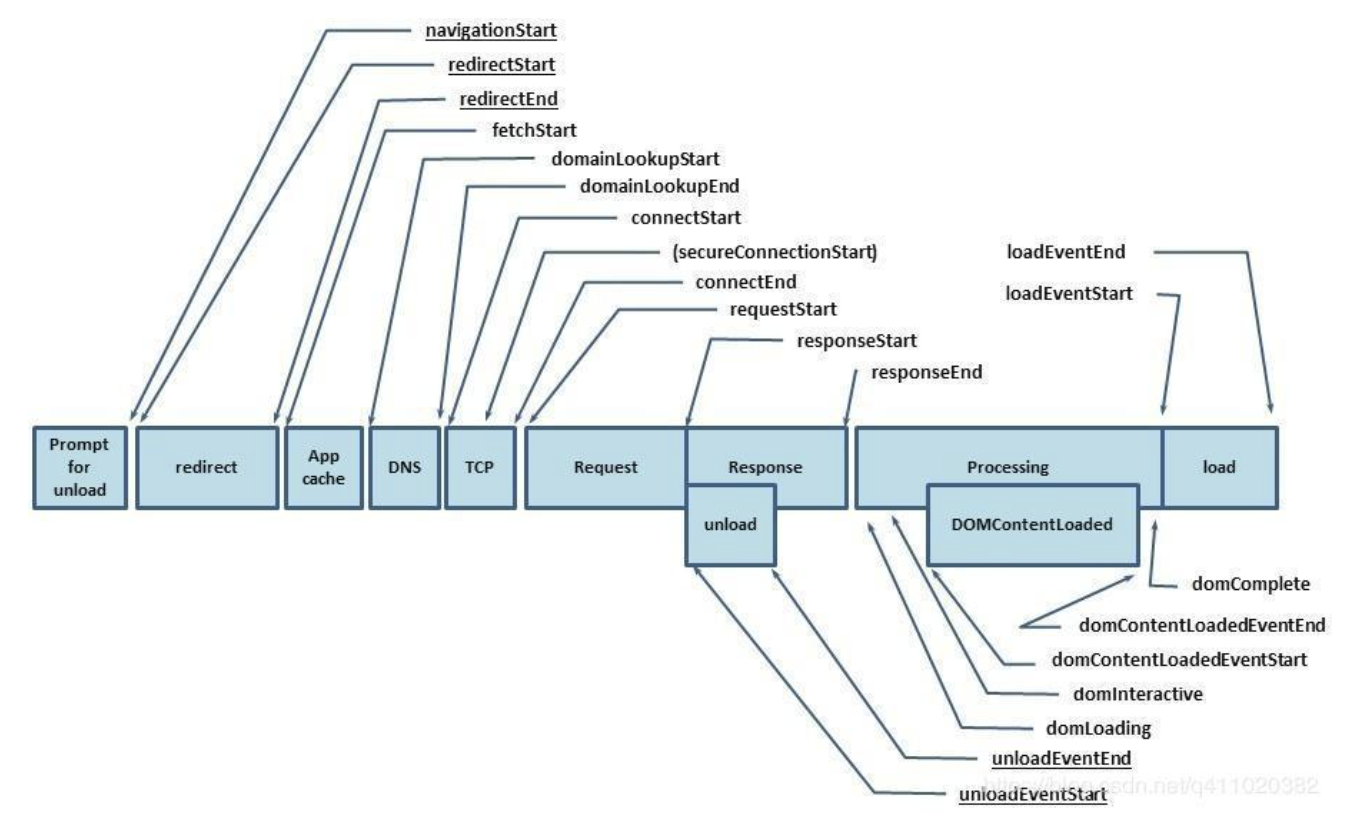 navigationStart
redirectStart
redirectEnd
fetchStart
domainLookupStart
domainLookupEnd
connectStart
(secureConnectionStart)
loadEventEnd
connectEnd
loadEventStart
requestStart
responseStart
responseEnd
Prompt
for
unload
redirect
App
cache
DNS
TCP
Request
Response
Processing
load
unload
DOMContentLoaded
domComplete
domContentLoadedEventEnd
domContentLoadedEventStart
domInteractive
domLoading
unloadEventEnd
unloadEventStart
https://blog.csdn.net/q411020382